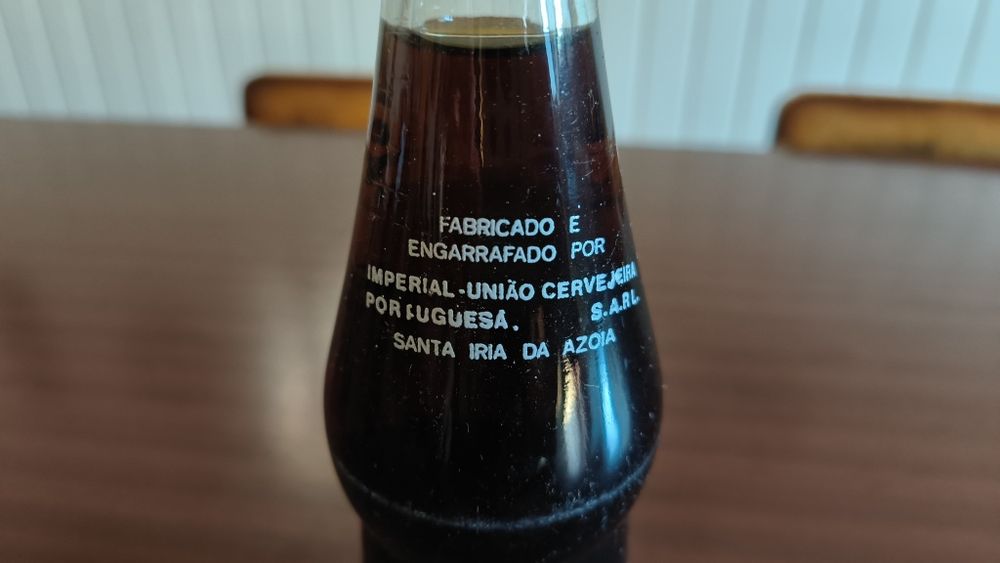 FABRICADO E
ENGARRAFADO POR
IMPERIAL-UNIÃO CERVEJEIRA
PORTUGUESA. S.A.R.L.
SANTA IRIA DA AZOIA